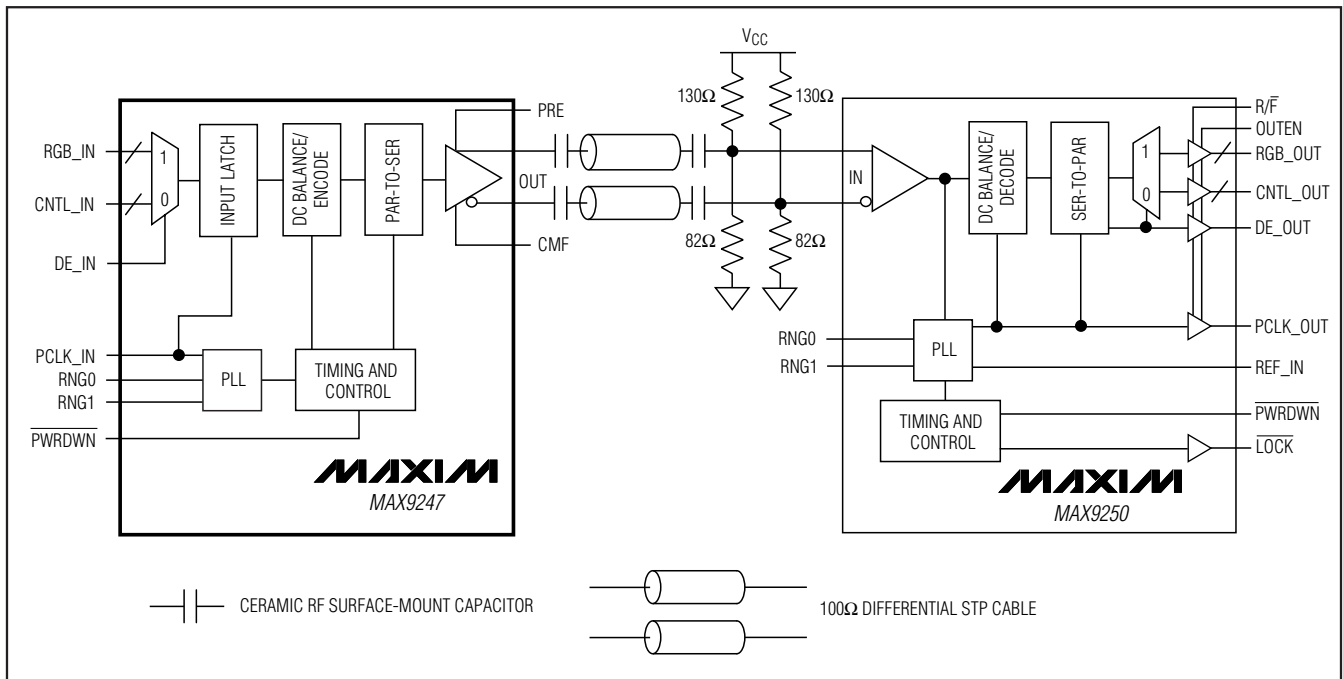 VCC
130Ω
130Ω
82Ω
82Ω
RGB_IN
CNTL_IN
DE_IN
PCLK_IN
RNG0
RNG1
PWRDWN
1
0
INPUT LATCH
DC BALANCE/
ENCODE
PAR-TO-SER
PLL
TIMING AND
CONTROL
PRE
OUT
CMF
MAXIM
MAX9247
IN
RNG0
RNG1
DC BALANCE/
DECODE
SER-TO-PAR
1
0
PLL
TIMING AND
CONTROL
R/F
OUTEN
RGB_OUT
CNTL_OUT
DE_OUT
PCLK_OUT
REF_IN
PWRDWN
LOCK
MAXIM
MAX9250
CERAMIC RF SURFACE-MOUNT CAPACITOR
100Ω DIFFERENTIAL STP CABLE